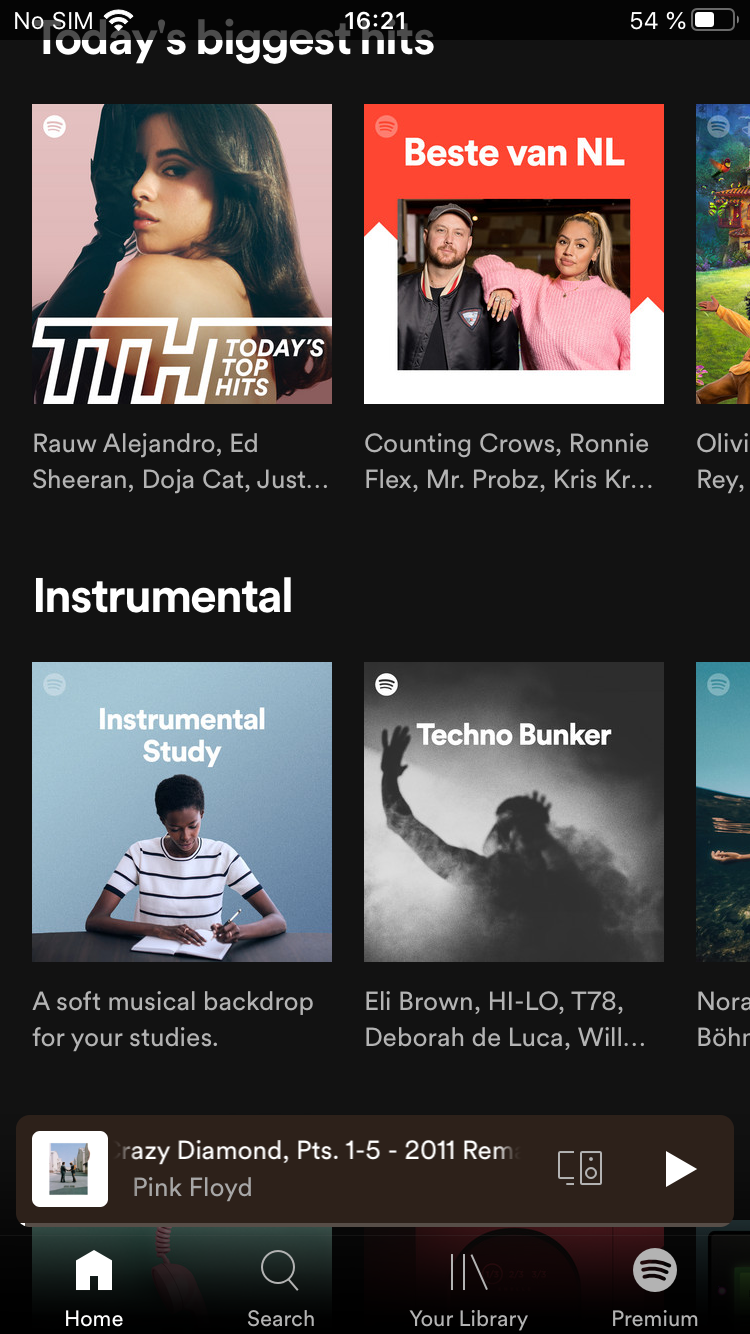 No SIM 16:21 54 %
Today's biggest hits
TTH TODAY'S
TOP
HITS
Beste van NL
Rauw Alejandro, Ed
Sheeran, Doja Cat, Just...
Counting Crows, Ronnie
Flex, Mr. Probz, Kris Kr...
Olivi
Rey,
Instrumental
Instrumental
Study
Techno Bunker
A soft musical backdrop
for your studies.
Eli Brown, HI-LO, T78,
Deborah de Luca, Will...
Nora
Böhm
Crazy Diamond, Pts. 1-5 - 2011 Rema
Pink Floyd
Home
Search
Your Library
Premium